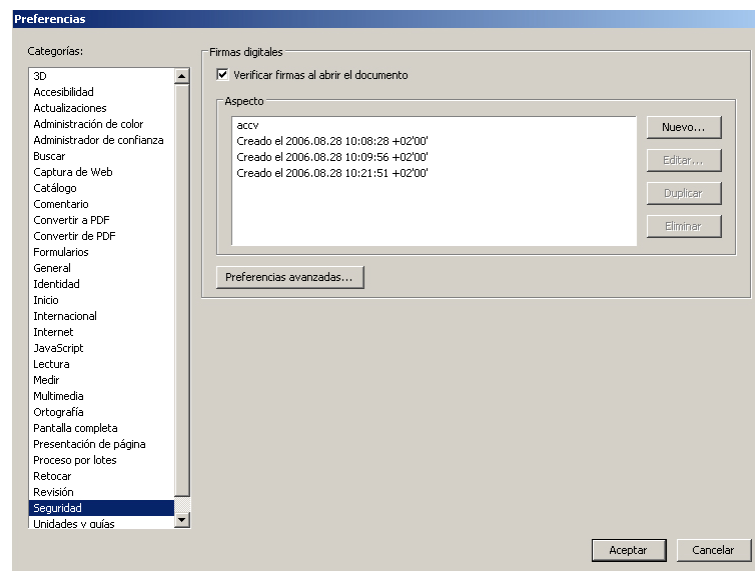 Preferencias
Categorías:
3D
Accesibilidad
Actualizaciones
Administración de color
Administrador de confianza
Buscar
Captura de Web
Catálogo
Comentario
Convertir a PDF
Convertir de PDF
Formularios
General
Identidad
Inicio
Internacional
Internet
JavaScript
Lectura
Medir
Multimedia
Ortografía
Pantalla completa
Presentación de página
Proceso por lotes
Retocar
Revisión
Seguridad
Unidades y guías
Firmas digitales
Verificar firmas al abrir el documento
Aspecto
accv
Creado el 2006.08.28 10:08:28 +02'00'
Creado el 2006.08.28 10:09:56 +02'00'
Creado el 2006.08.28 10:21:51 +02'00'
Nuevo...
Editar...
Duplicar
Eliminar
Preferencias avanzadas...
Aceptar
Cancelar